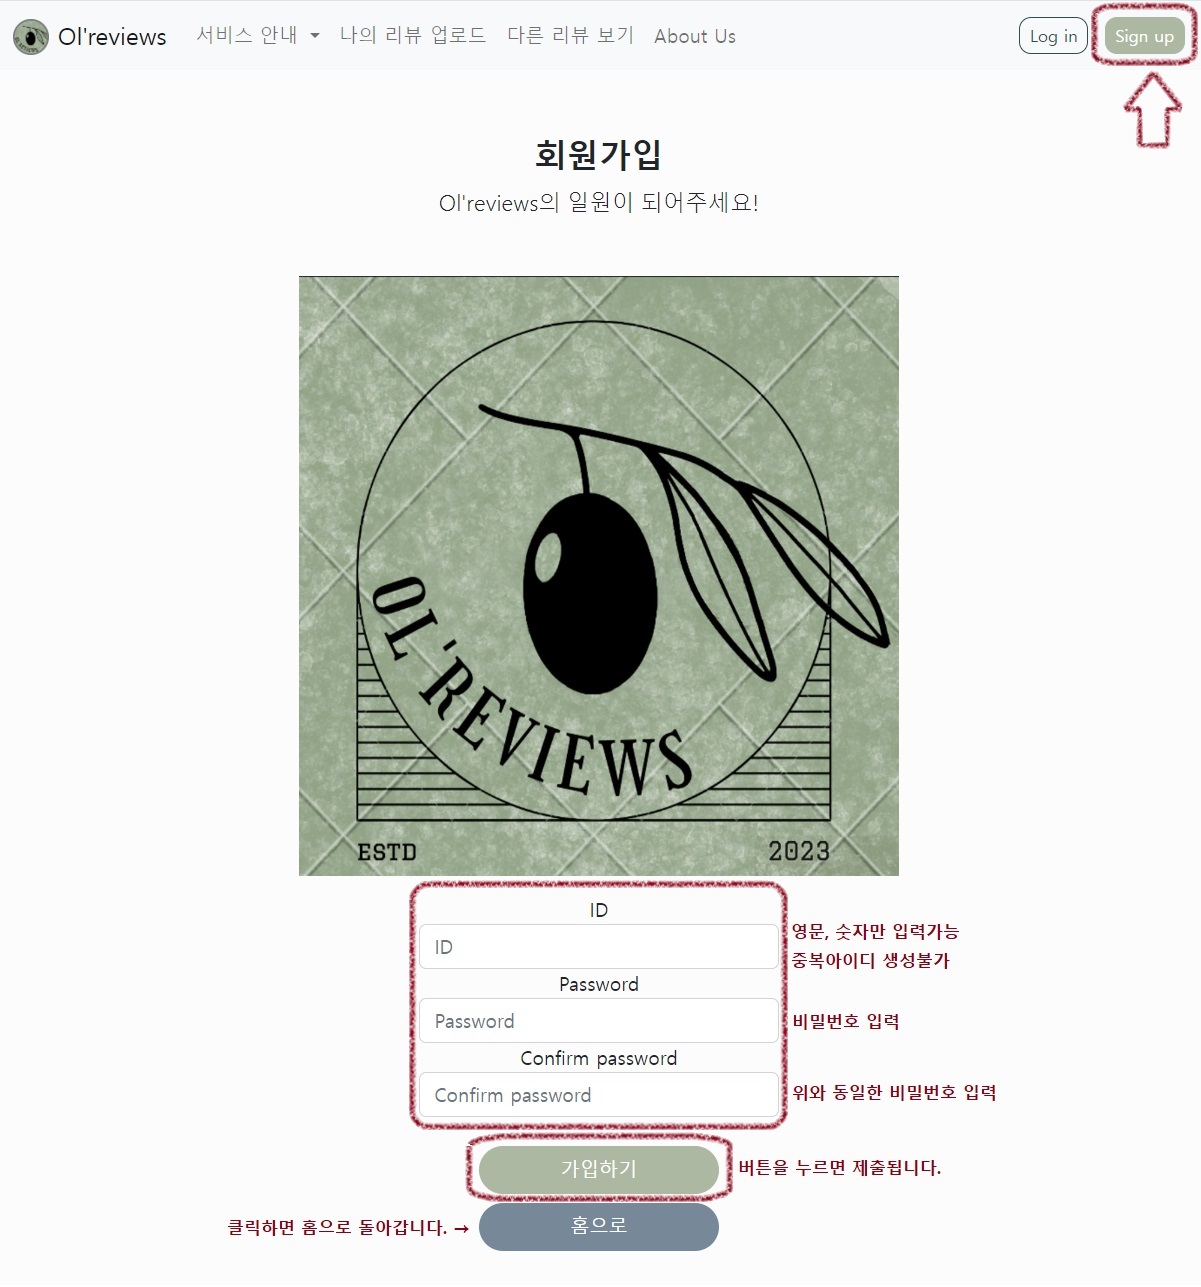 Ol'reviews 서비스 안내 나의 리뷰 업로드 다른 리뷰 보기 About Us Log in Sign up
회원가입
Ol'reviews의 일원이 되어주세요!
OL'REVIEWS
ESTD 2023
ID
영문, 숫자만 입력가능
ID
중복아이디 생성불가
Password
Password
비밀번호 입력
Confirm password
Confirm password
위와 동일한 비밀번호 입력
가입하기
버튼을 누르면 제출됩니다.
클릭하면 홈으로 돌아갑니다. →
홈으로